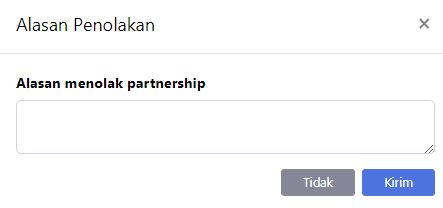 Alasan Penolakan ×
Alasan menolak partnership
Tidak Kirim